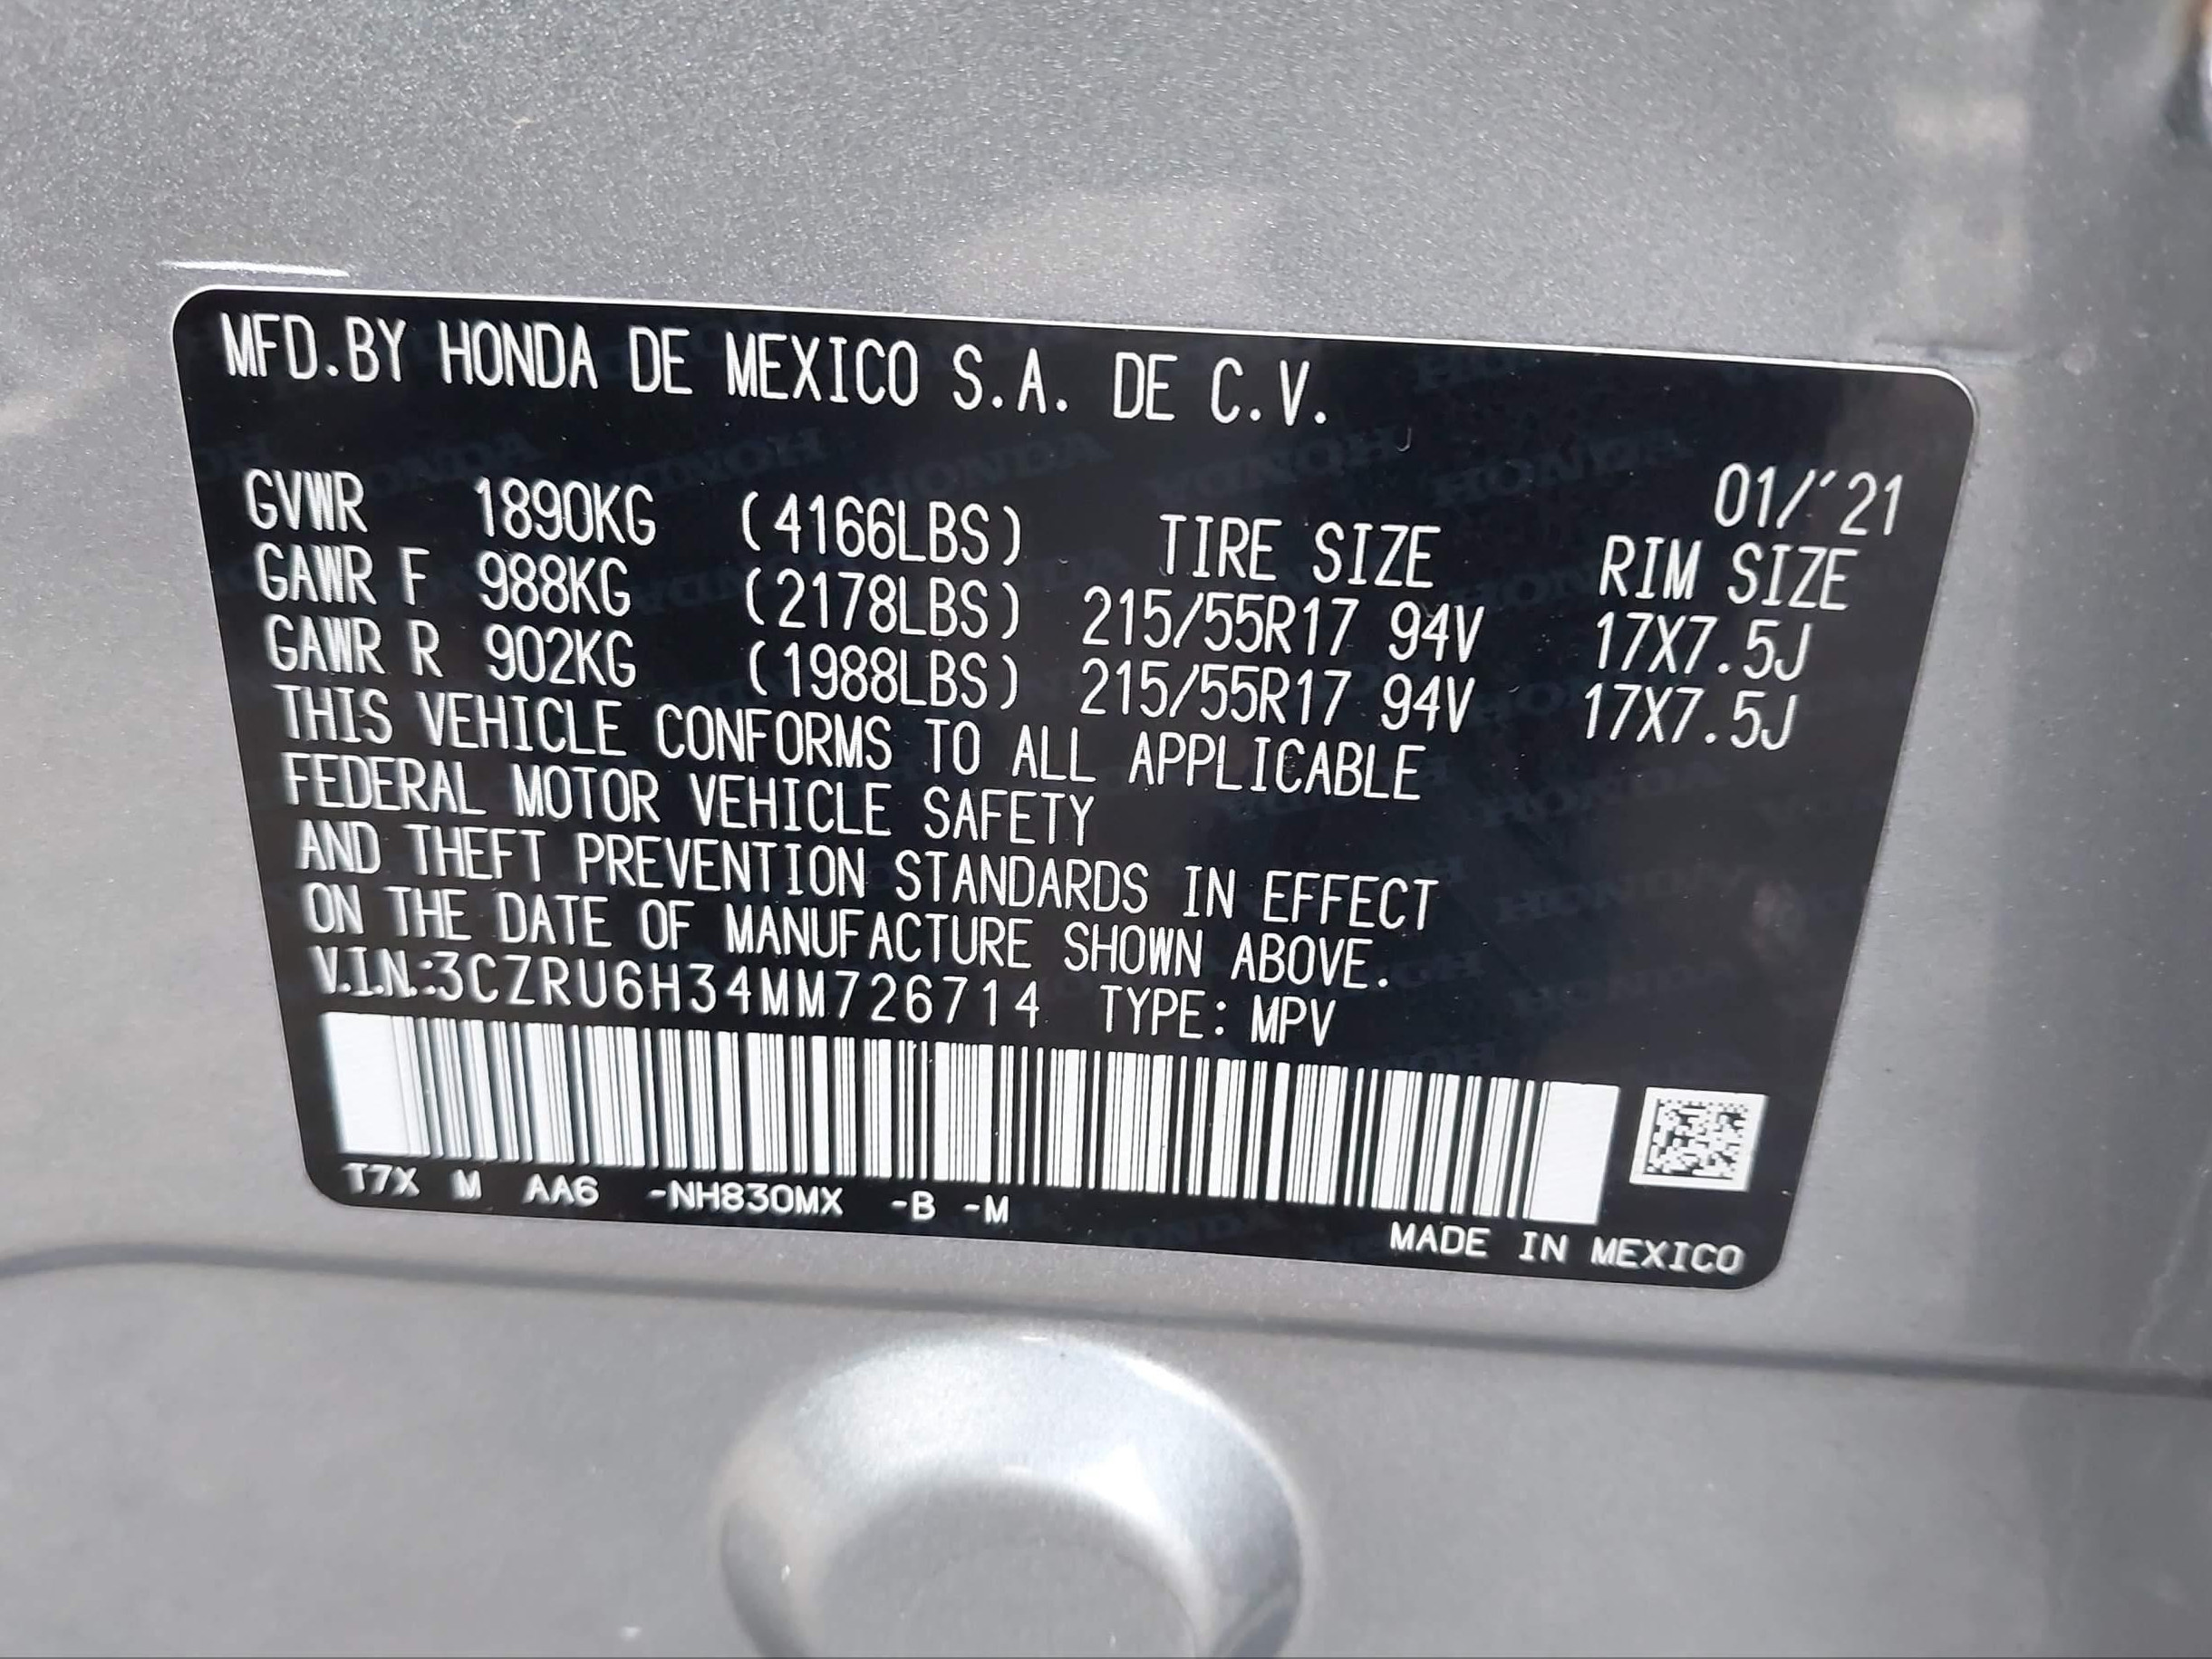 MFD.BY HONDA DE MEXICO S.A. DE C.V.
01/'21
GVWR 1890KG (4166LBS) TIRE SIZE RIM SIZE
GAWR F 988KG (2178LBS) 215/55R17 94V 17X7.5J
GAWR R 902KG (1988LBS) 215/55R17 94V 17X7.5J
THIS VEHICLE CONFORMS TO ALL APPLICABLE
FEDERAL MOTOR VEHICLE SAFETY
AND THEFT PREVENTION STANDARDS IN EFFECT
ON THE DATE OF MANUFACTURE SHOWN ABOVE.
V.I.N.:3CZRU6H34MM726714 TYPE: MPV
T7X M AA6 -NH830MX -B -M
MADE IN MEXICO